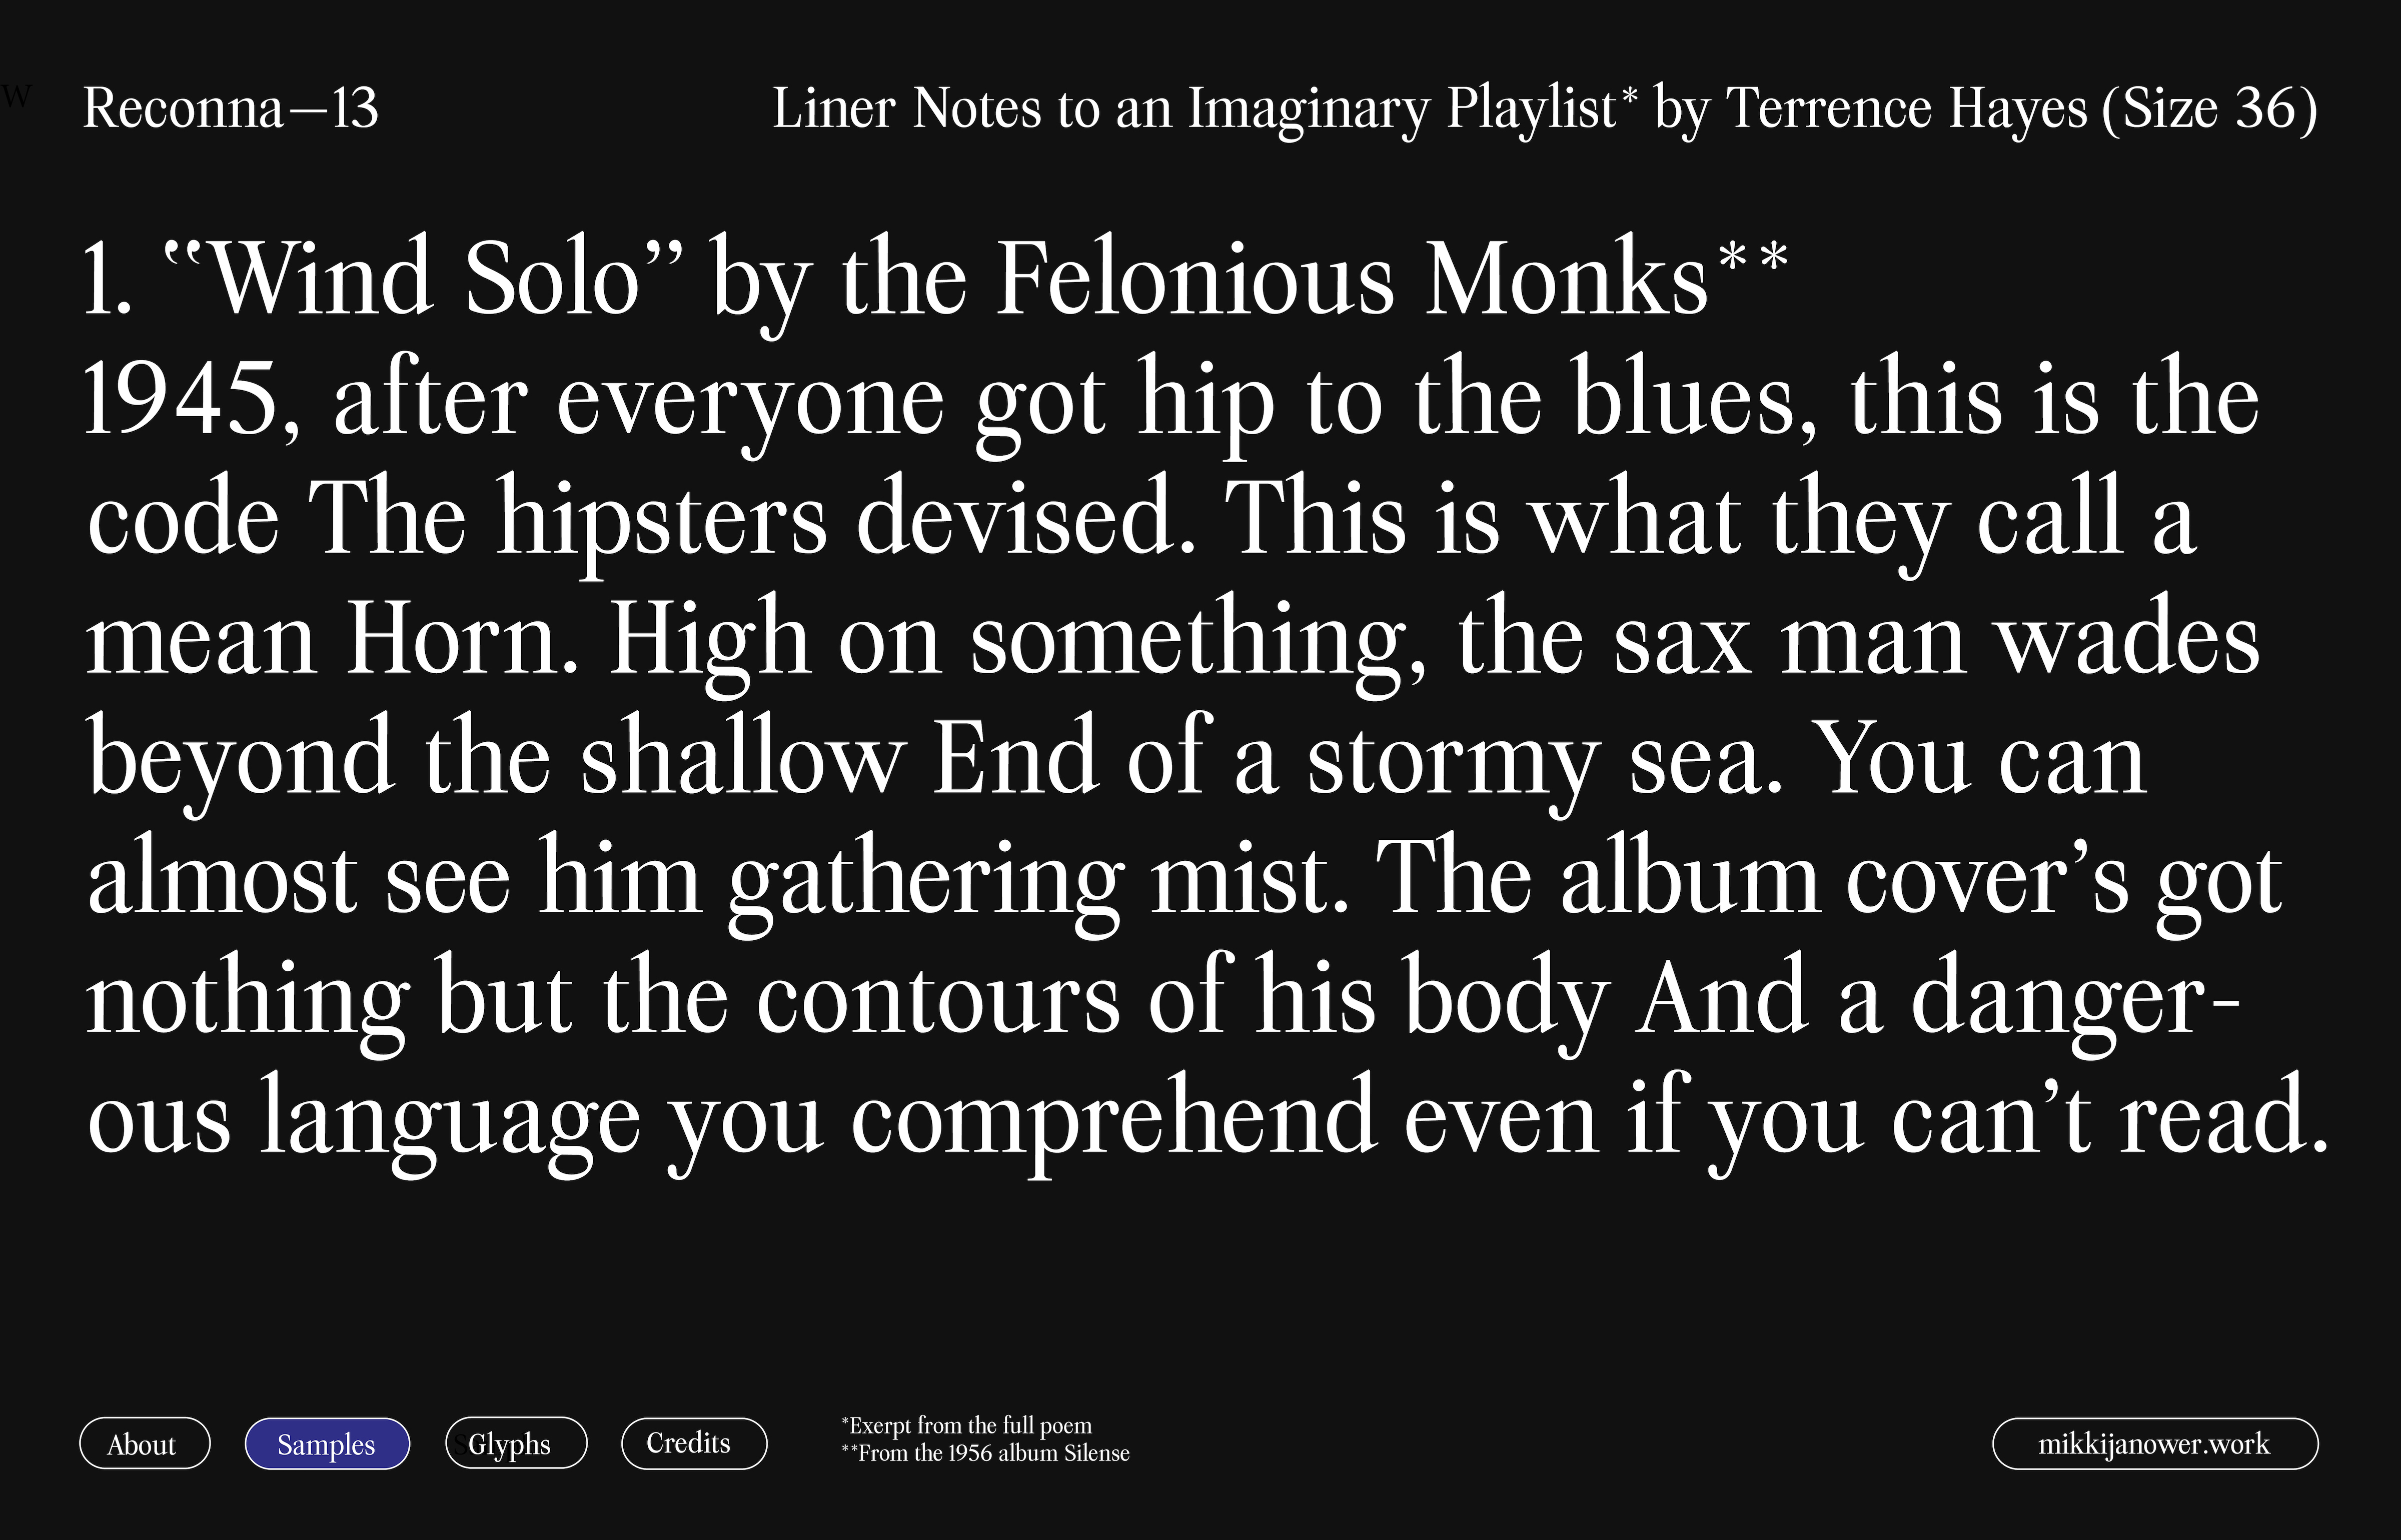 Reconna—13
Liner Notes to an Imaginary Playlist* by Terrence Hayes (Size 36)
1. “Wind Solo” by the Felonious Monks**
1945, after everyone got hip to the blues, this is the
code The hipsters devised. This is what they call a
mean Horn. High on something, the sax man wades
beyond the shallow End of a stormy sea. You can
almost see him gathering mist. The album cover’s got
nothing but the contours of his body And a danger-
ous language you comprehend even if you can’t read.
About
Samples
Glyphs
Credits
*Exerpt from the full poem
**From the 1956 album Silense
mikkijanower.work